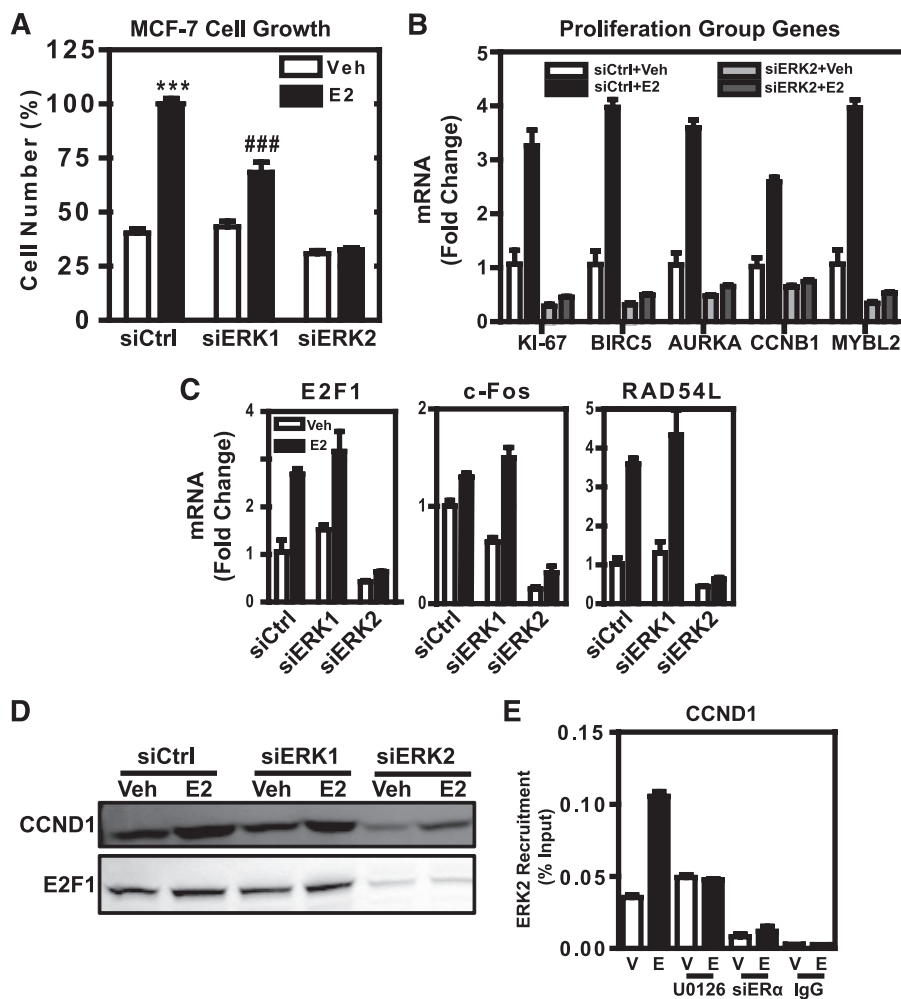 A
MCF-7 Cell Growth
Cell Number (%)
125
100
75
50
25
0
Veh
E2
***
###
siCtrl siERK1 siERK2
B
Proliferation Group Genes
mRNA
(Fold Change)
5
4
3
2
1
0
siCtrl+Veh
siCtrl+E2
siERK2+Veh
siERK2+E2
KI-67 BIRC5 AURKA CCNB1 MYBL2
C
mRNA
(Fold Change)
E2F1
4
3
2
1
0
Veh
E2
siCtrl
siERK1
siERK2
c-Fos
2
1
0
siCtrl
siERK1
siERK2
RAD54L
5
4
3
2
1
0
siCtrl
siERK1
siERK2
D
siCtrl siERK1 siERK2
Veh E2 Veh E2 Veh E2
CCND1
E2F1
E
CCND1
ERK2 Recruitment
(% Input)
0.15
0.10
0.05
0.00
V E V E V E V E
U0126 siERα IgG